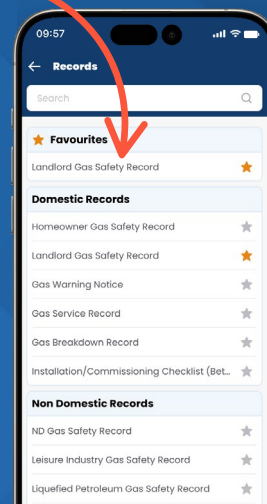 09:57
Records
Search
Favourites
Landlord Gas Safety Record
Domestic Records
Homeowner Gas Safety Record
Landlord Gas Safety Record
Gas Warning Notice
Gas Service Record
Gas Breakdown Record
Installation/Commissioning Checklist (Bet...
Non Domestic Records
ND Gas Safety Record
Leisure Industry Gas Safety Record
Liquefied Petroleum Gas Safety Record